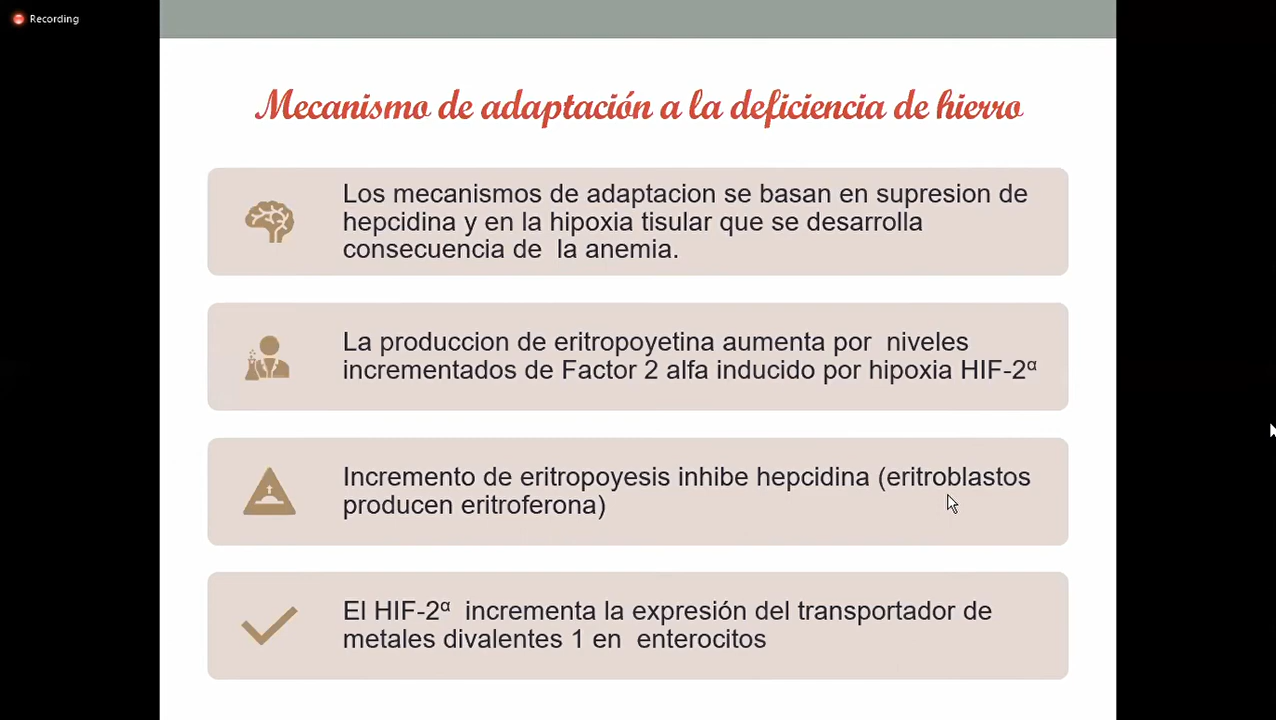 Recording
Mecanismo de adaptación a la deficiencia de hierro
Los mecanismos de adaptacion se basan en supresion de
hepcidina y en la hipoxia tisular que se desarrolla
consecuencia de  la anemia.
La produccion de eritropoyetina aumenta por  niveles
incrementados de Factor 2 alfa inducido por hipoxia HIF-2α
Incremento de eritropoyesis inhibe hepcidina (eritroblastos
producen eritroferona)
El HIF-2α  incrementa la expresión del transportador de
metales divalentes 1 en  enterocitos